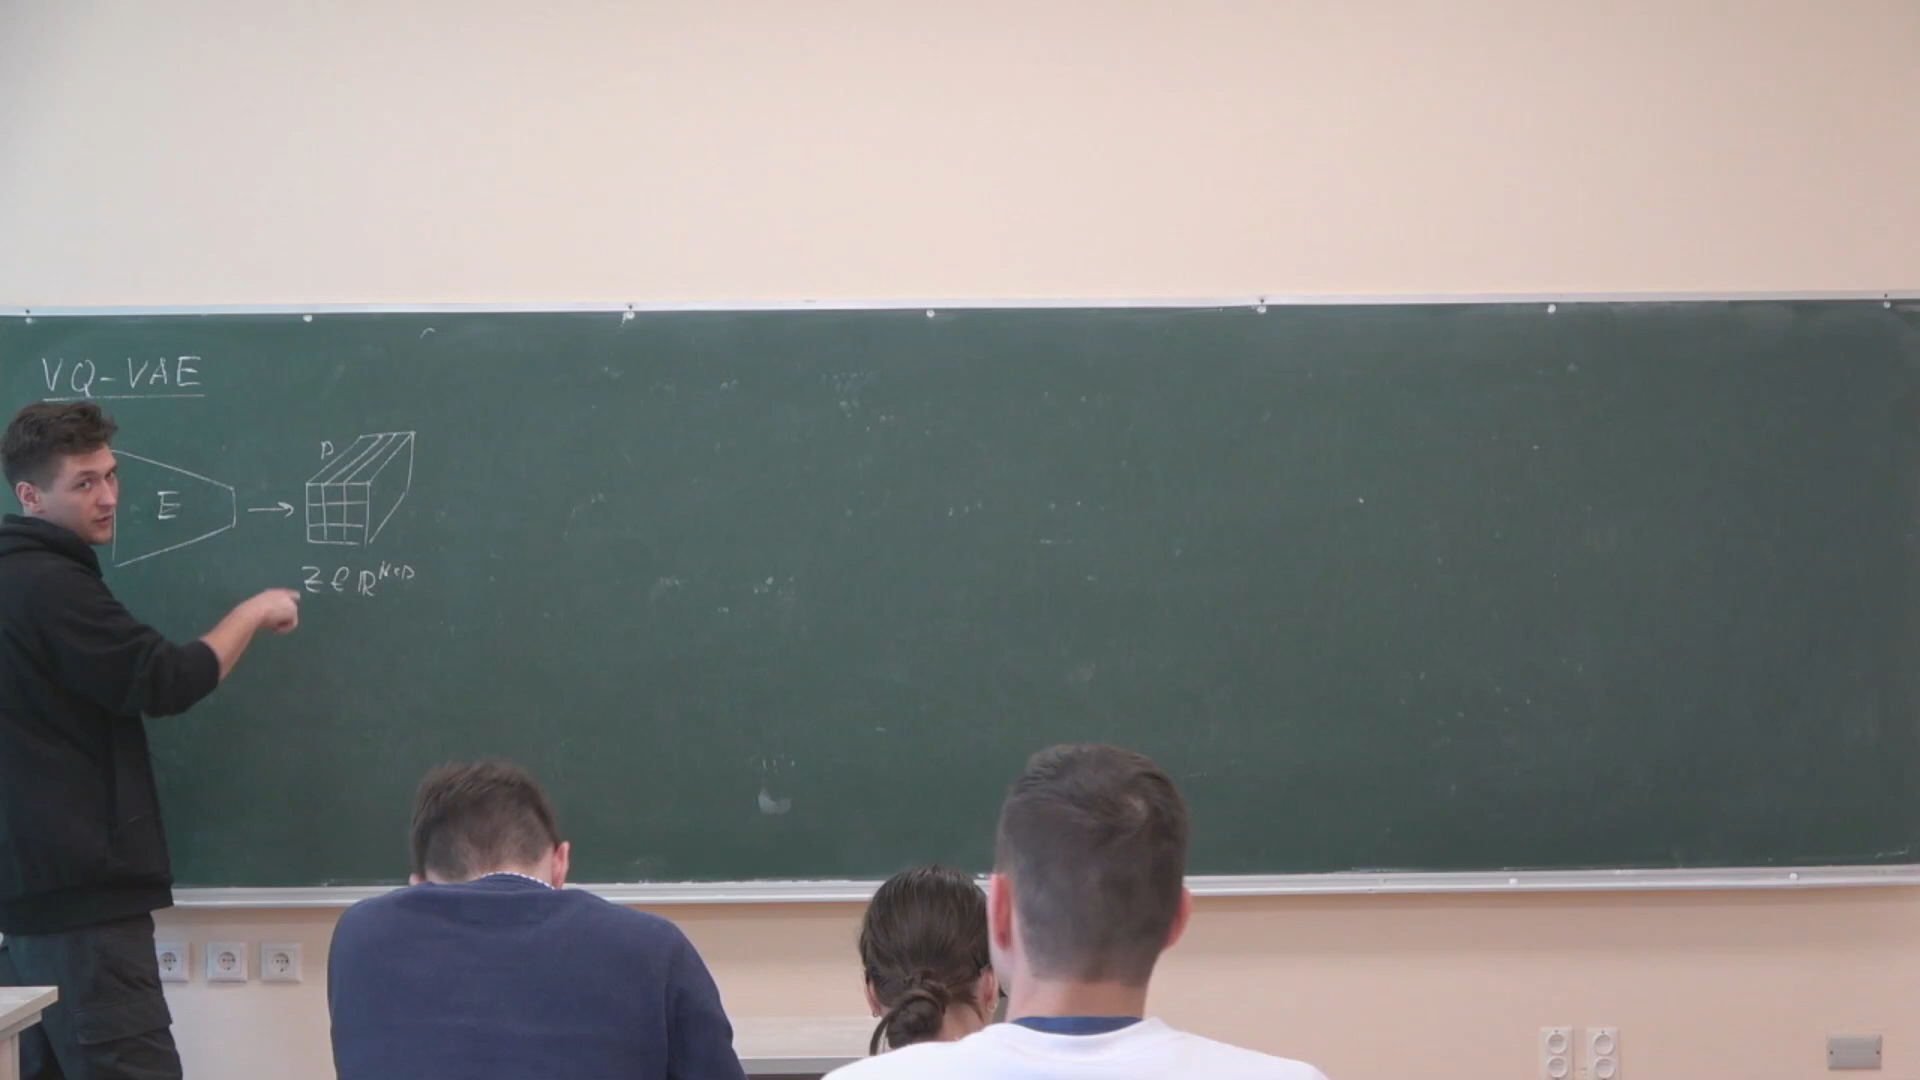 VQ-VAE
D
E →
Z ∈ ℝ^{N×D}